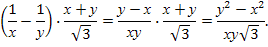 (1/x − 1/y) · (x + y)/√3 = (y − x)/(xy) · (x + y)/√3 = (y² − x²)/(xy√3).